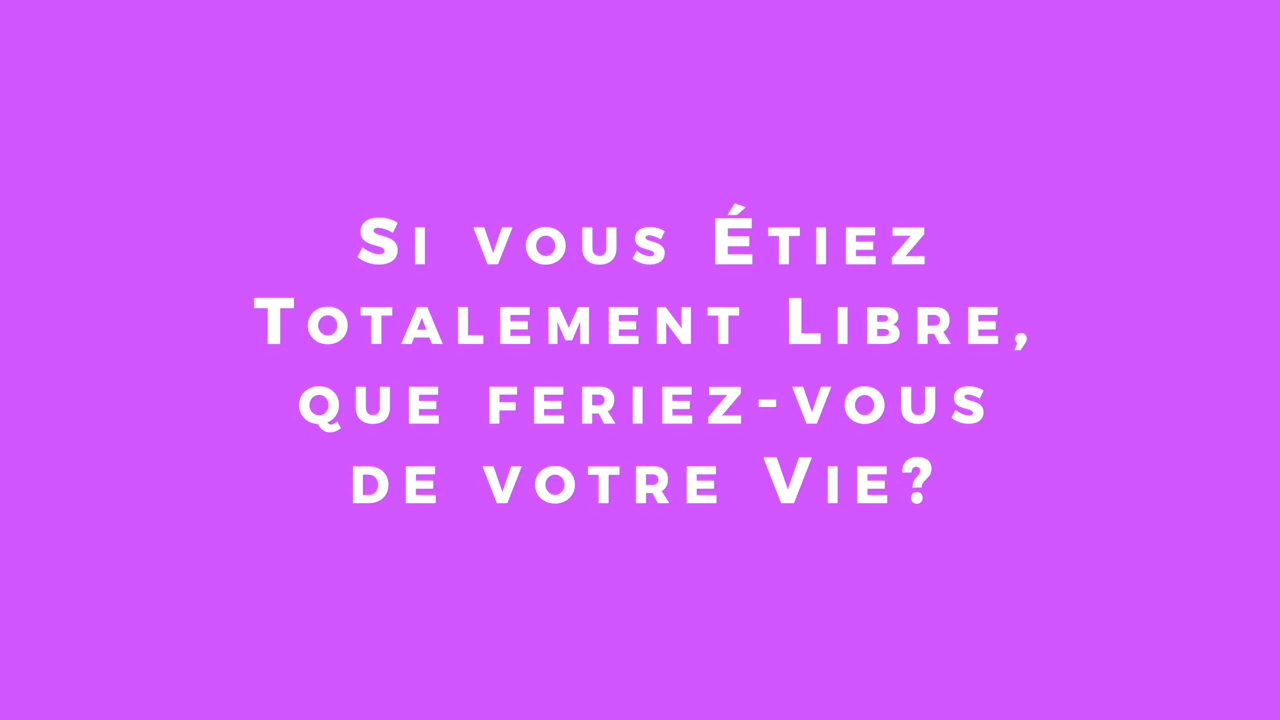 Si vous Étiez
Totalement Libre,
que feriez-vous
de votre Vie?